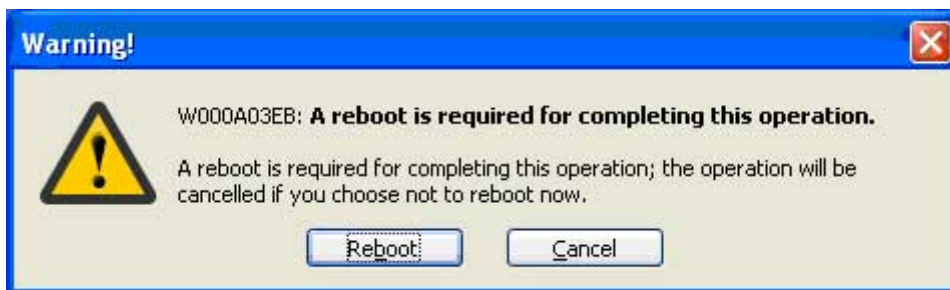 Warning!
W000A03EB: A reboot is required for completing this operation.
A reboot is required for completing this operation; the operation will be
cancelled if you choose not to reboot now.
Reboot
Cancel